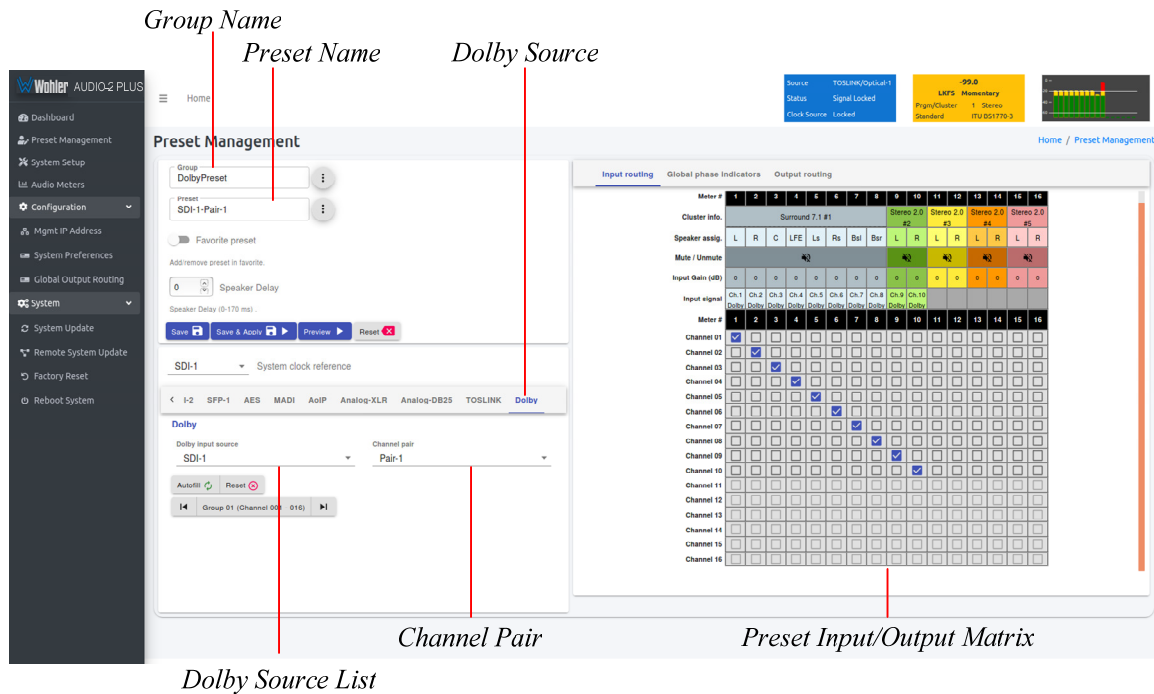 Group Name
Preset Name
Dolby Source
Wohler AUDIO-2 PLUS
Home
Source TOSLINK/Optical-1
Status Signal Locked
Clock Source Locked
-99.0
LKFS Momentary
Prgm/Cluster 1 Stereo
Standard ITU BS1770-3
Dashboard
Preset Management
System Setup
Audio Meters
Configuration
Mgmt IP Address
System Preferences
Global Output Routing
System
System Update
Remote System Update
Factory Reset
Reboot System
Preset Management
Home / Preset Management
Group
DolbyPreset
Preset
SDI-1-Pair-1
Favorite preset
Add/remove preset in favorite.
0 Speaker Delay
Speaker Delay (0-170 ms) .
Save Save & Apply Preview Reset
SDI-1 System clock reference
I-2 SFP-1 AES MADI AoIP Analog-XLR Analog-DB25 TOSLINK Dolby
Dolby
Dolby input source Channel pair
SDI-1 Pair-1
Autofill Reset
Group 01 (Channel 001 016)
Input routing Global phase indicators Output routing
Meter # 1 2 3 4 5 6 7 8 9 10 11 12 13 14 15 16
Cluster info. Surround 7.1 #1 Stereo 2.0 #2 Stereo 2.0 #3 Stereo 2.0 #4 Stereo 2.0 #5
Speaker assig. L R C LFE Ls Rs Bsl Bsr L R L R L R L R
Mute / Unmute
Input Gain (dB) 0 0 0 0 0 0 0 0 0 0 0 0 0 0 0 0
Input signal Ch.1 Dolby Ch.2 Dolby Ch.3 Dolby Ch.4 Dolby Ch.5 Dolby Ch.6 Dolby Ch.7 Dolby Ch.8 Dolby Ch.9 Dolby Ch.10 Dolby
Meter # 1 2 3 4 5 6 7 8 9 10 11 12 13 14 15 16
Channel 01
Channel 02
Channel 03
Channel 04
Channel 05
Channel 06
Channel 07
Channel 08
Channel 09
Channel 10
Channel 11
Channel 12
Channel 13
Channel 14
Channel 15
Channel 16
Channel Pair
Preset Input/Output Matrix
Dolby Source List